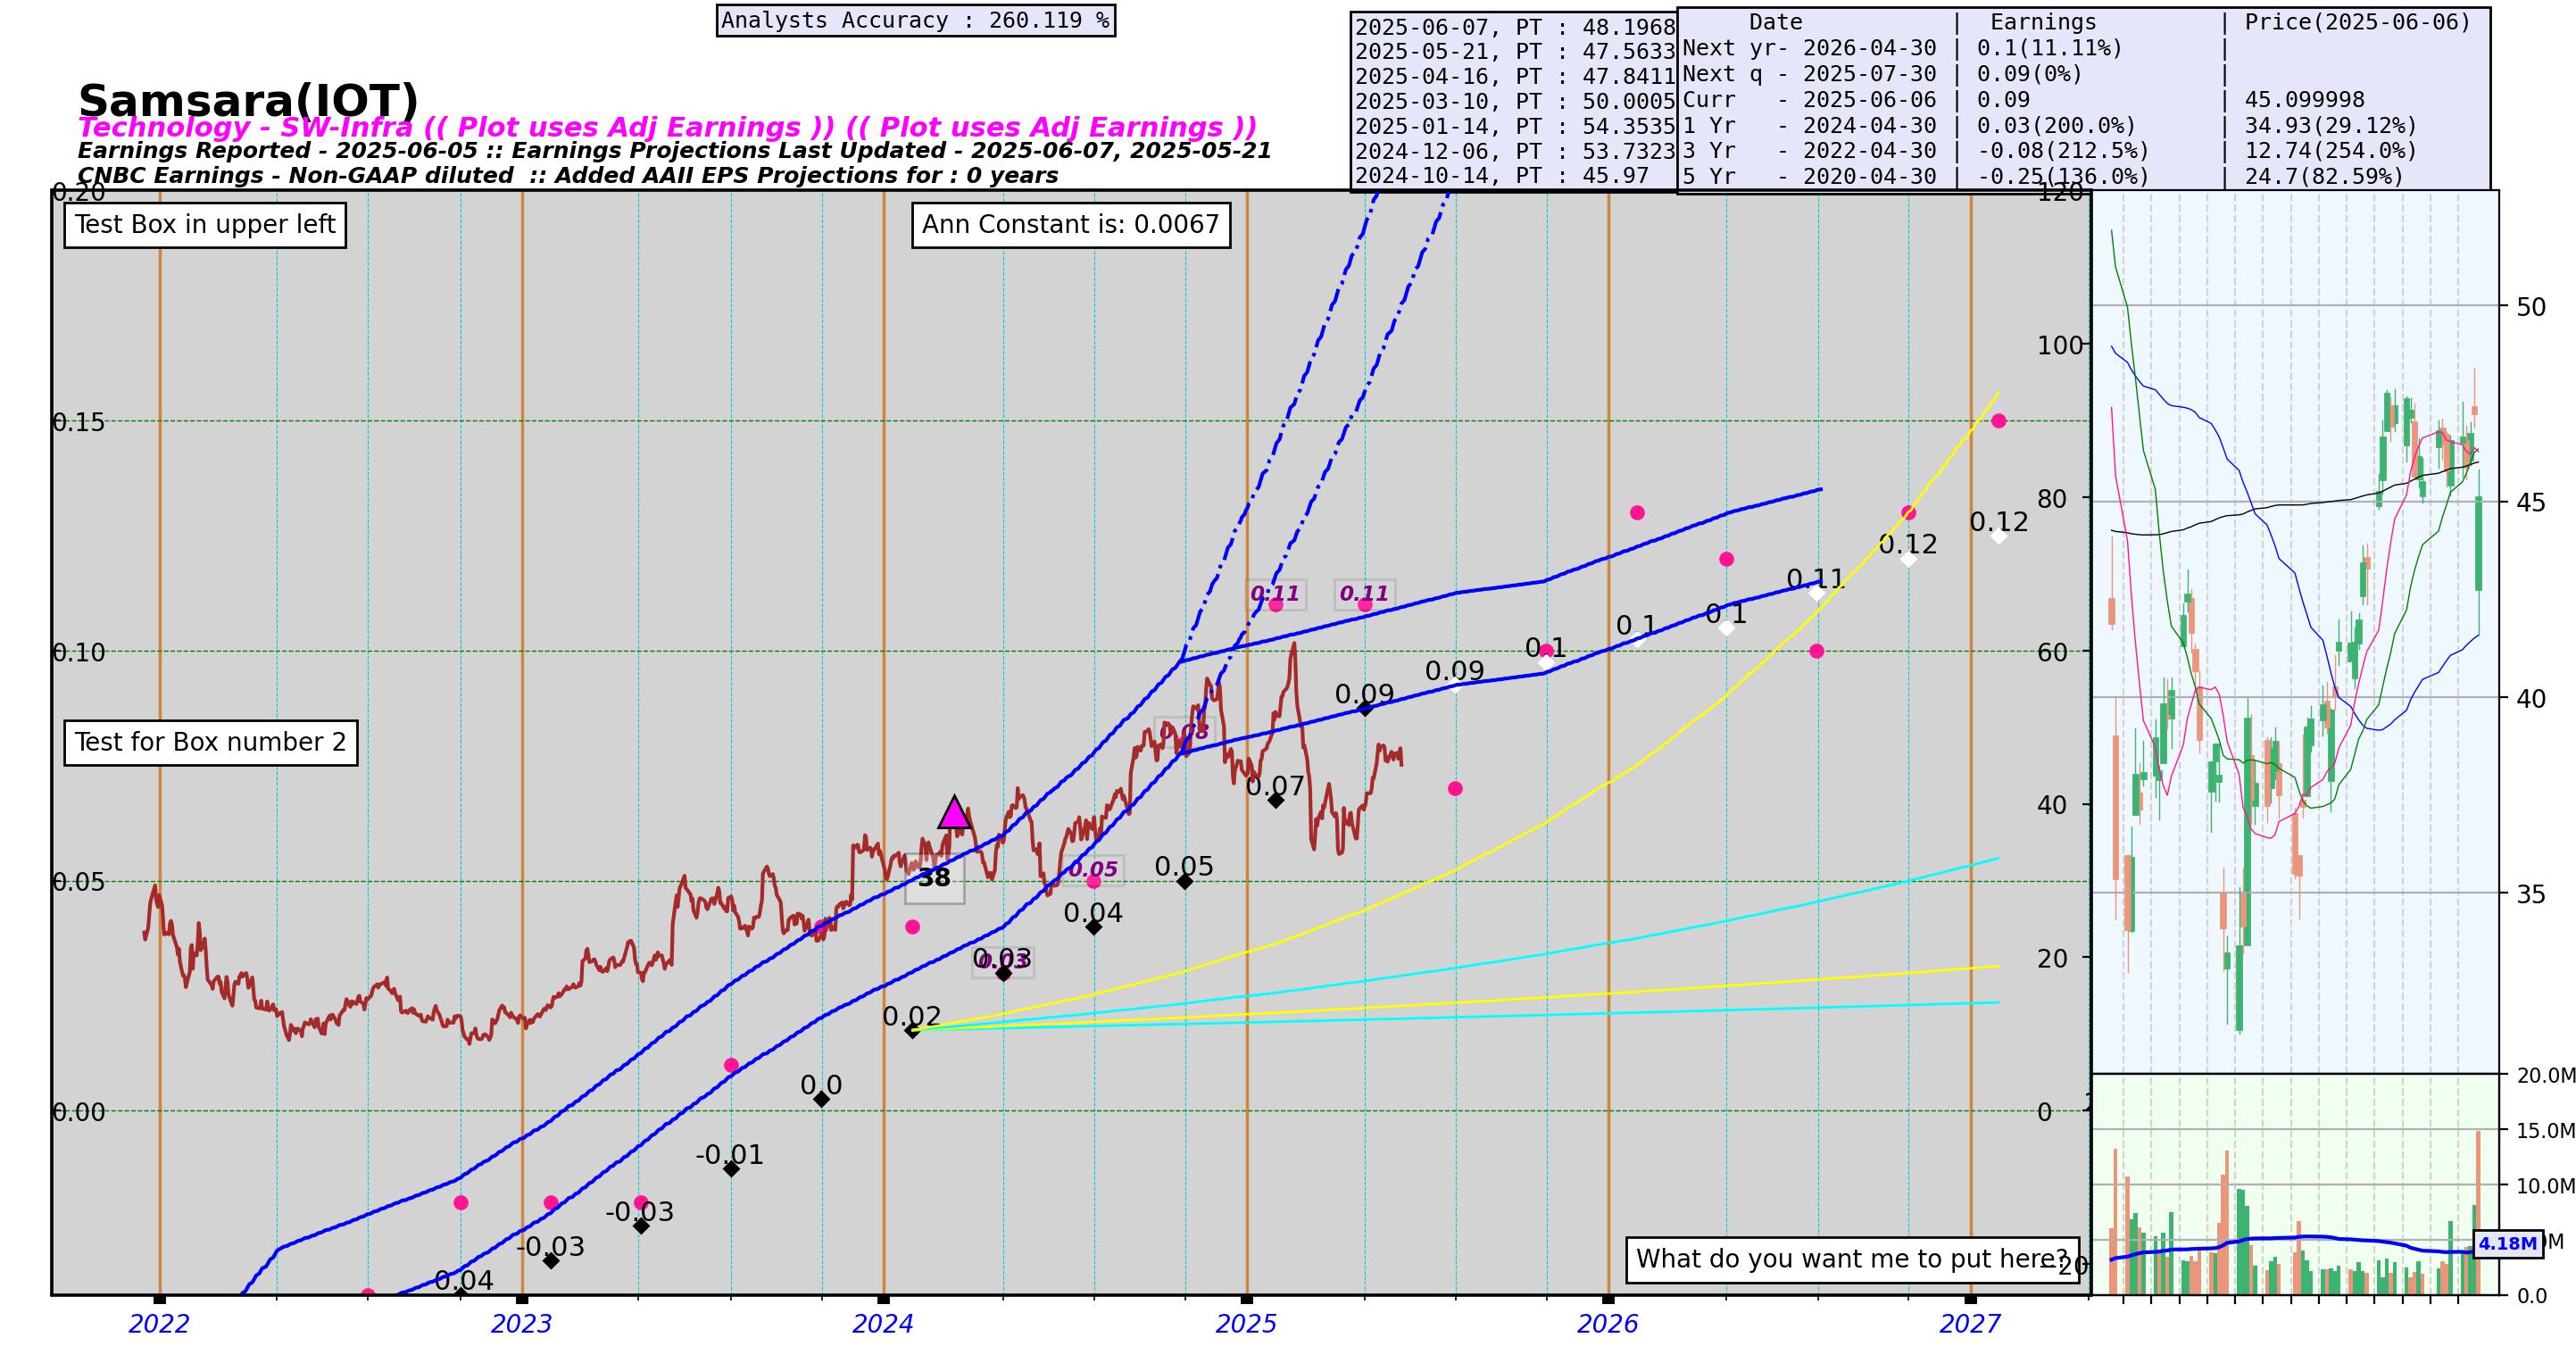 Analysts Accuracy : 260.119 %
2025-06-07, PT : 48.1968
2025-05-21, PT : 47.5633
2025-04-16, PT : 47.8411
2025-03-10, PT : 50.0005
2025-01-14, PT : 54.3535
2024-12-06, PT : 53.7323
2024-10-14, PT : 45.97
Date | Earnings | Price(2025-06-06)
Next yr- 2026-04-30 | 0.1(11.11%) |
Next q - 2025-07-30 | 0.09(0%) |
Curr - 2025-06-06 | 0.09 | 45.099998
1 Yr - 2024-04-30 | 0.03(200.0%) | 34.93(29.12%)
3 Yr - 2022-04-30 | -0.08(212.5%) | 12.74(254.0%)
5 Yr - 2020-04-30 | -0.25(136.0%) | 24.7(82.59%)
Samsara(IOT)
Technology - SW-Infra (( Plot uses Adj Earnings )) (( Plot uses Adj Earnings ))
Earnings Reported - 2025-06-05 :: Earnings Projections Last Updated - 2025-06-07, 2025-05-21
CNBC Earnings - Non-GAAP diluted :: Added AAII EPS Projections for : 0 years
0.20
0.15
0.10
0.05
0.00
Test Box in upper left
Ann Constant is: 0.0067
Test for Box number 2
What do you want me to put here?
38
0.04
-0.03
-0.03
-0.01
0.0
0.02
0.03
0.03
0.04
0.05
0.05
0.08
0.07
0.11
0.09
0.11
0.09
0.1
0.1
0.1
0.11
0.12
0.12
120
100
80
60
40
20
0
-20
50
45
40
35
20.0M
15.0M
10.0M
4.18M
0.0
2022
2023
2024
2025
2026
2027